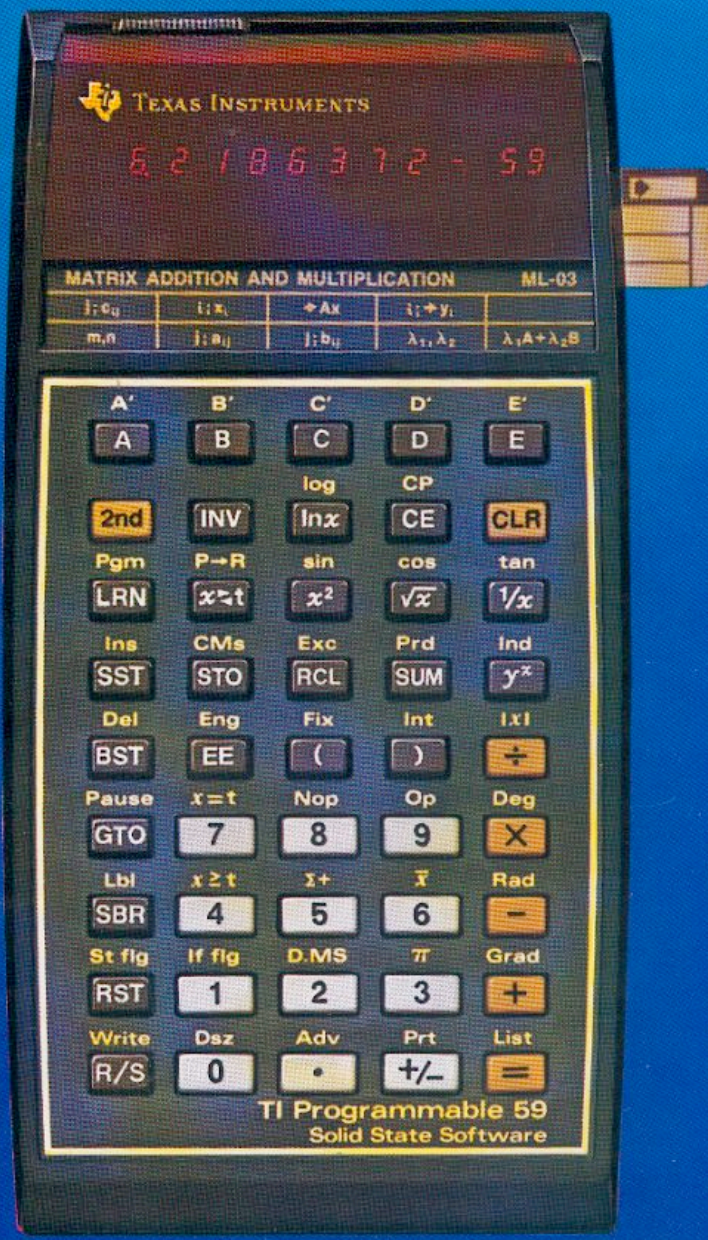 TEXAS INSTRUMENTS
6.2186372-59
MATRIX ADDITION AND MULTIPLICATION ML-03
j;cᵢⱼ i;xᵢ →Ax i;→yᵢ
m,n j;aᵢⱼ j;bᵢⱼ λ₁,λ₂ λ₁A+λ₂B
A' B' C' D' E'
A B C D E
log CP
2nd INV lnx CE CLR
Pgm P→R sin cos tan
LRN x⇄t x² √x 1/x
Ins CMs Exc Prd Ind
SST STO RCL SUM yˣ
Del Eng Fix Int |x|
BST EE ( ) ÷
Pause x=t Nop Op Deg
GTO 7 8 9 ×
Lbl x≥t Σ+ x̄ Rad
SBR 4 5 6 −
St flg If flg D.MS π Grad
RST 1 2 3 +
Write Dsz Adv Prt List
R/S 0 . +/− =
TI Programmable 59
Solid State Software